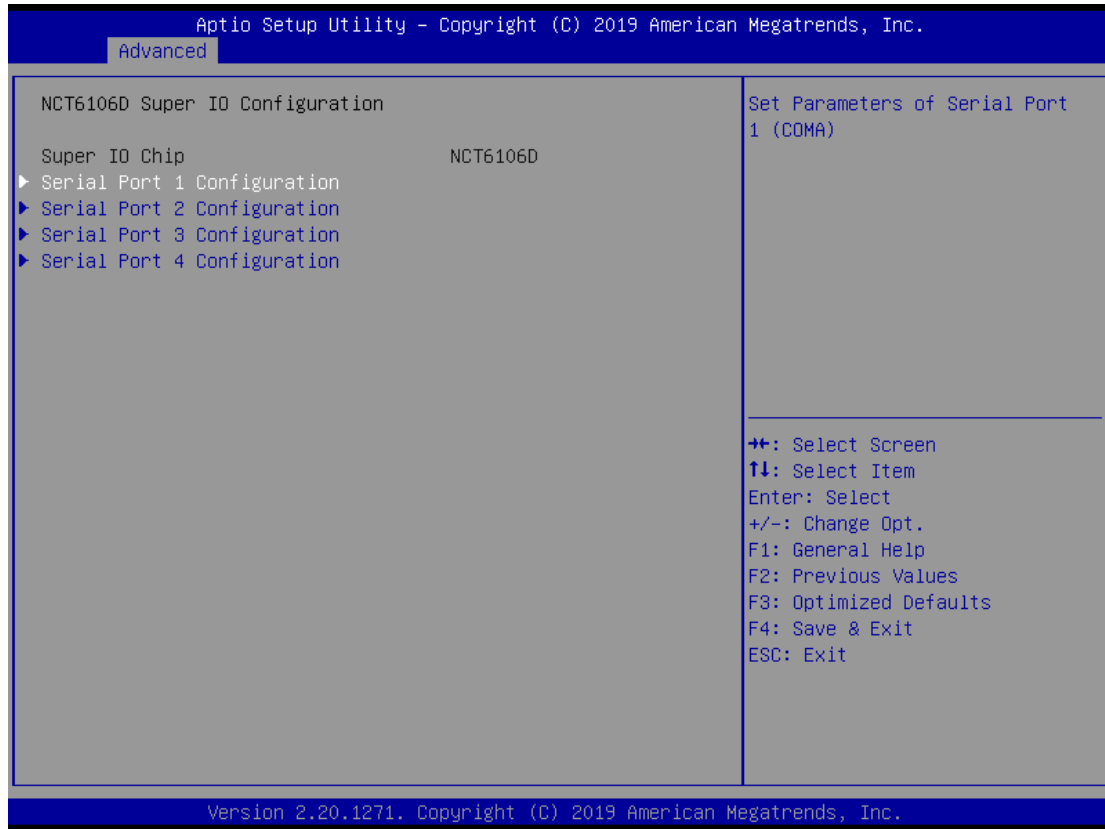 Aptio Setup Utility – Copyright (C) 2019 American Megatrends, Inc.
Advanced
NCT6106D Super IO Configuration
Super IO Chip NCT6106D
▶ Serial Port 1 Configuration
▶ Serial Port 2 Configuration
▶ Serial Port 3 Configuration
▶ Serial Port 4 Configuration
Set Parameters of Serial Port
1 (COMA)
→←: Select Screen
↑↓: Select Item
Enter: Select
+/-: Change Opt.
F1: General Help
F2: Previous Values
F3: Optimized Defaults
F4: Save & Exit
ESC: Exit
Version 2.20.1271. Copyright (C) 2019 American Megatrends, Inc.